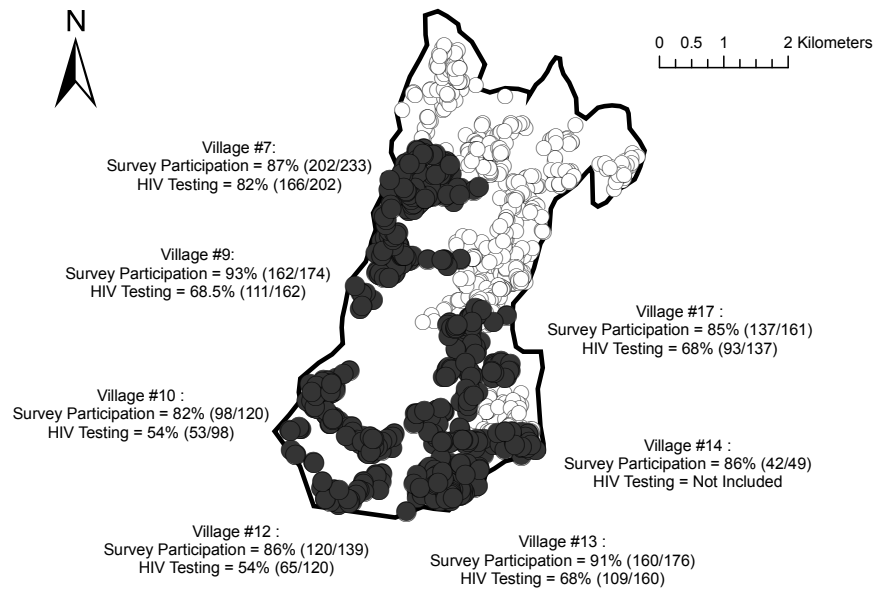 N
0 0.5 1 2 Kilometers
Village #7:
Survey Participation = 87% (202/233)
HIV Testing = 82% (166/202)
Village #9:
Survey Participation = 93% (162/174)
HIV Testing = 68.5% (111/162)
Village #17 :
Survey Participation = 85% (137/161)
HIV Testing = 68% (93/137)
Village #10 :
Survey Participation = 82% (98/120)
HIV Testing = 54% (53/98)
Village #14 :
Survey Participation = 86% (42/49)
HIV Testing = Not Included
Village #12 :
Survey Participation = 86% (120/139)
HIV Testing = 54% (65/120)
Village #13 :
Survey Participation = 91% (160/176)
HIV Testing = 68% (109/160)